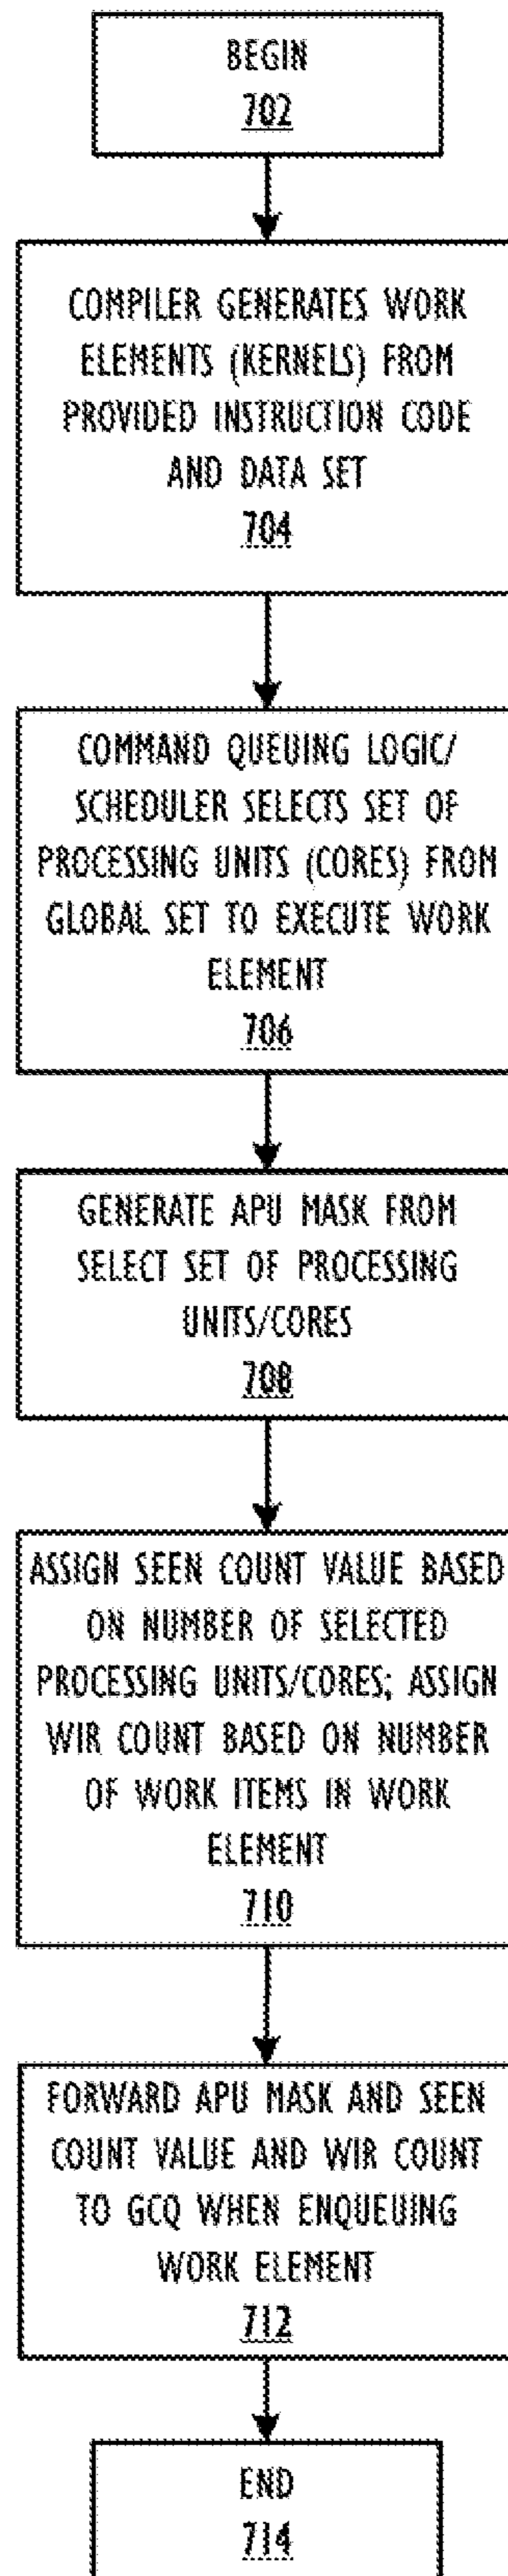 BEGIN
702
COMPILER GENERATES WORK
ELEMENTS (KERNELS) FROM
PROVIDED INSTRUCTION CODE
AND DATA SET
704
COMMAND QUEUING LOGIC/
SCHEDULER SELECTS SET OF
PROCESSING UNITS (CORES) FROM
GLOBAL SET TO EXECUTE WORK
ELEMENT
706
GENERATE APU MASK FROM
SELECT SET OF PROCESSING
UNITS/CORES
708
ASSIGN SEEN COUNT VALUE BASED
ON NUMBER OF SELECTED
PROCESSING UNITS/CORES; ASSIGN
WIR COUNT BASED ON NUMBER
OF WORK ITEMS IN WORK
ELEMENT
710
FORWARD APU MASK AND SEEN
COUNT VALUE AND WIR COUNT
TO GCQ WHEN ENQUEUING
WORK ELEMENT
712
END
714